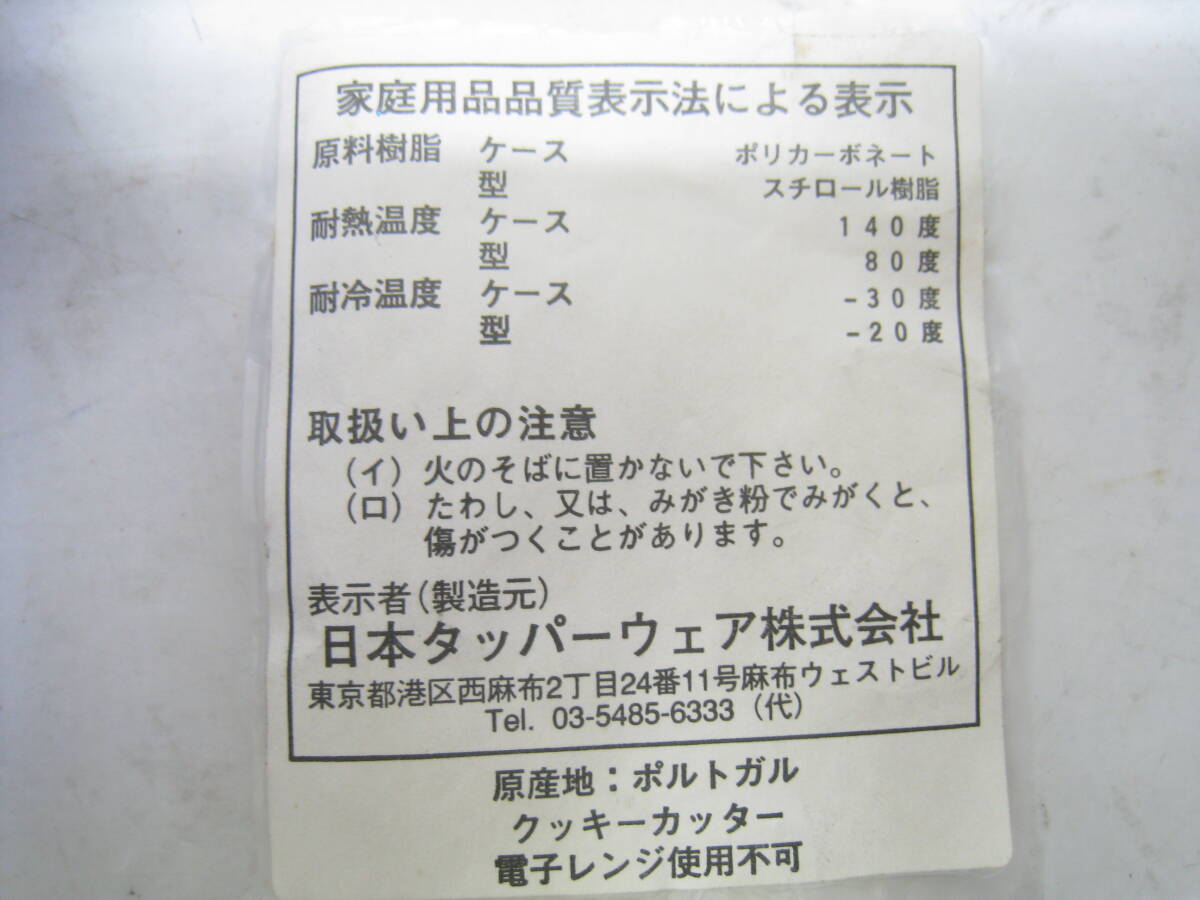 家庭用品品質表示法による表示
原料樹脂 ケース ポリカーボネート
型 スチロール樹脂
耐熱温度 ケース 140度
型 80度
耐冷温度 ケース -30度
型 -20度
取扱い上の注意
(イ) 火のそばに置かないで下さい。
(ロ) たわし、又は、みがき粉でみがくと、
傷がつくことがあります。
表示者(製造元)
日本タッパーウェア株式会社
東京都港区西麻布2丁目24番11号麻布ウェストビル
Tel. 03-5485-6333 (代)
原産地:ポルトガル
クッキーカッター
電子レンジ使用不可